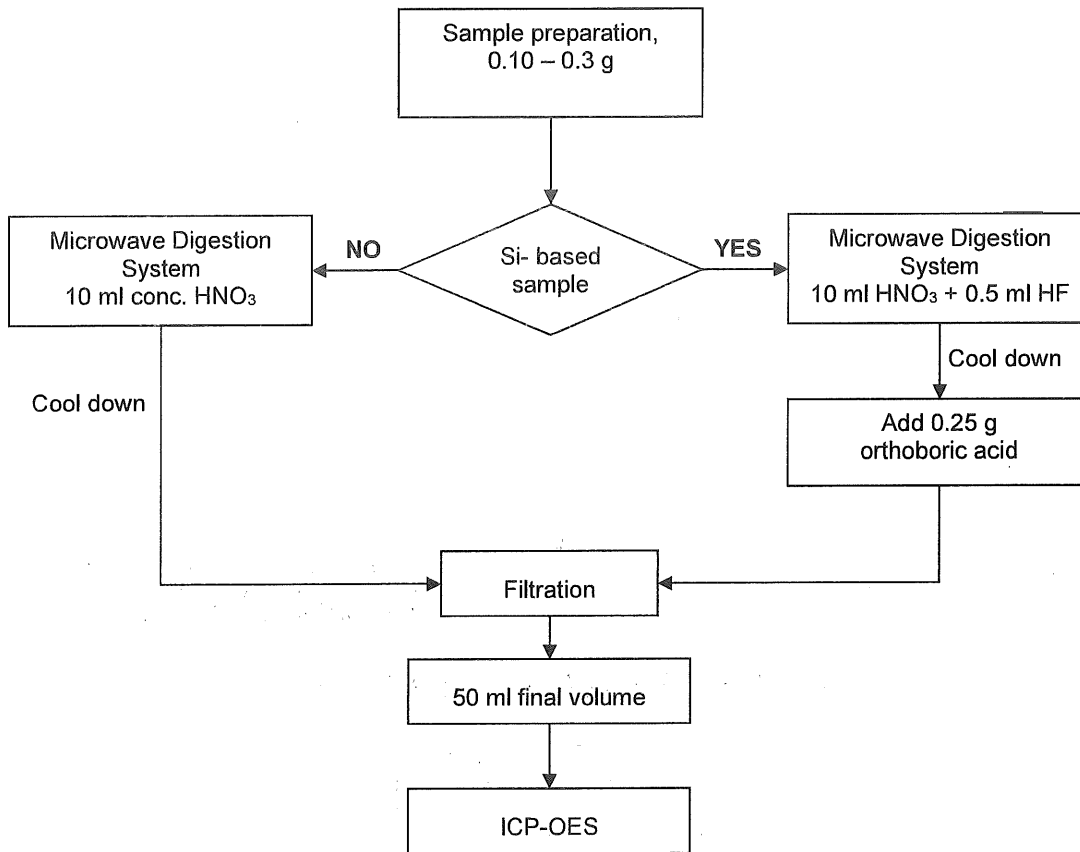 Sample preparation,
0.10 – 0.3 g
Si- based
sample
NO
YES
Microwave Digestion
System
10 ml conc. HNO₃
Microwave Digestion
System
10 ml HNO₃ + 0.5 ml HF
Cool down
Cool down
Add 0.25 g
orthoboric acid
Filtration
50 ml final volume
ICP-OES